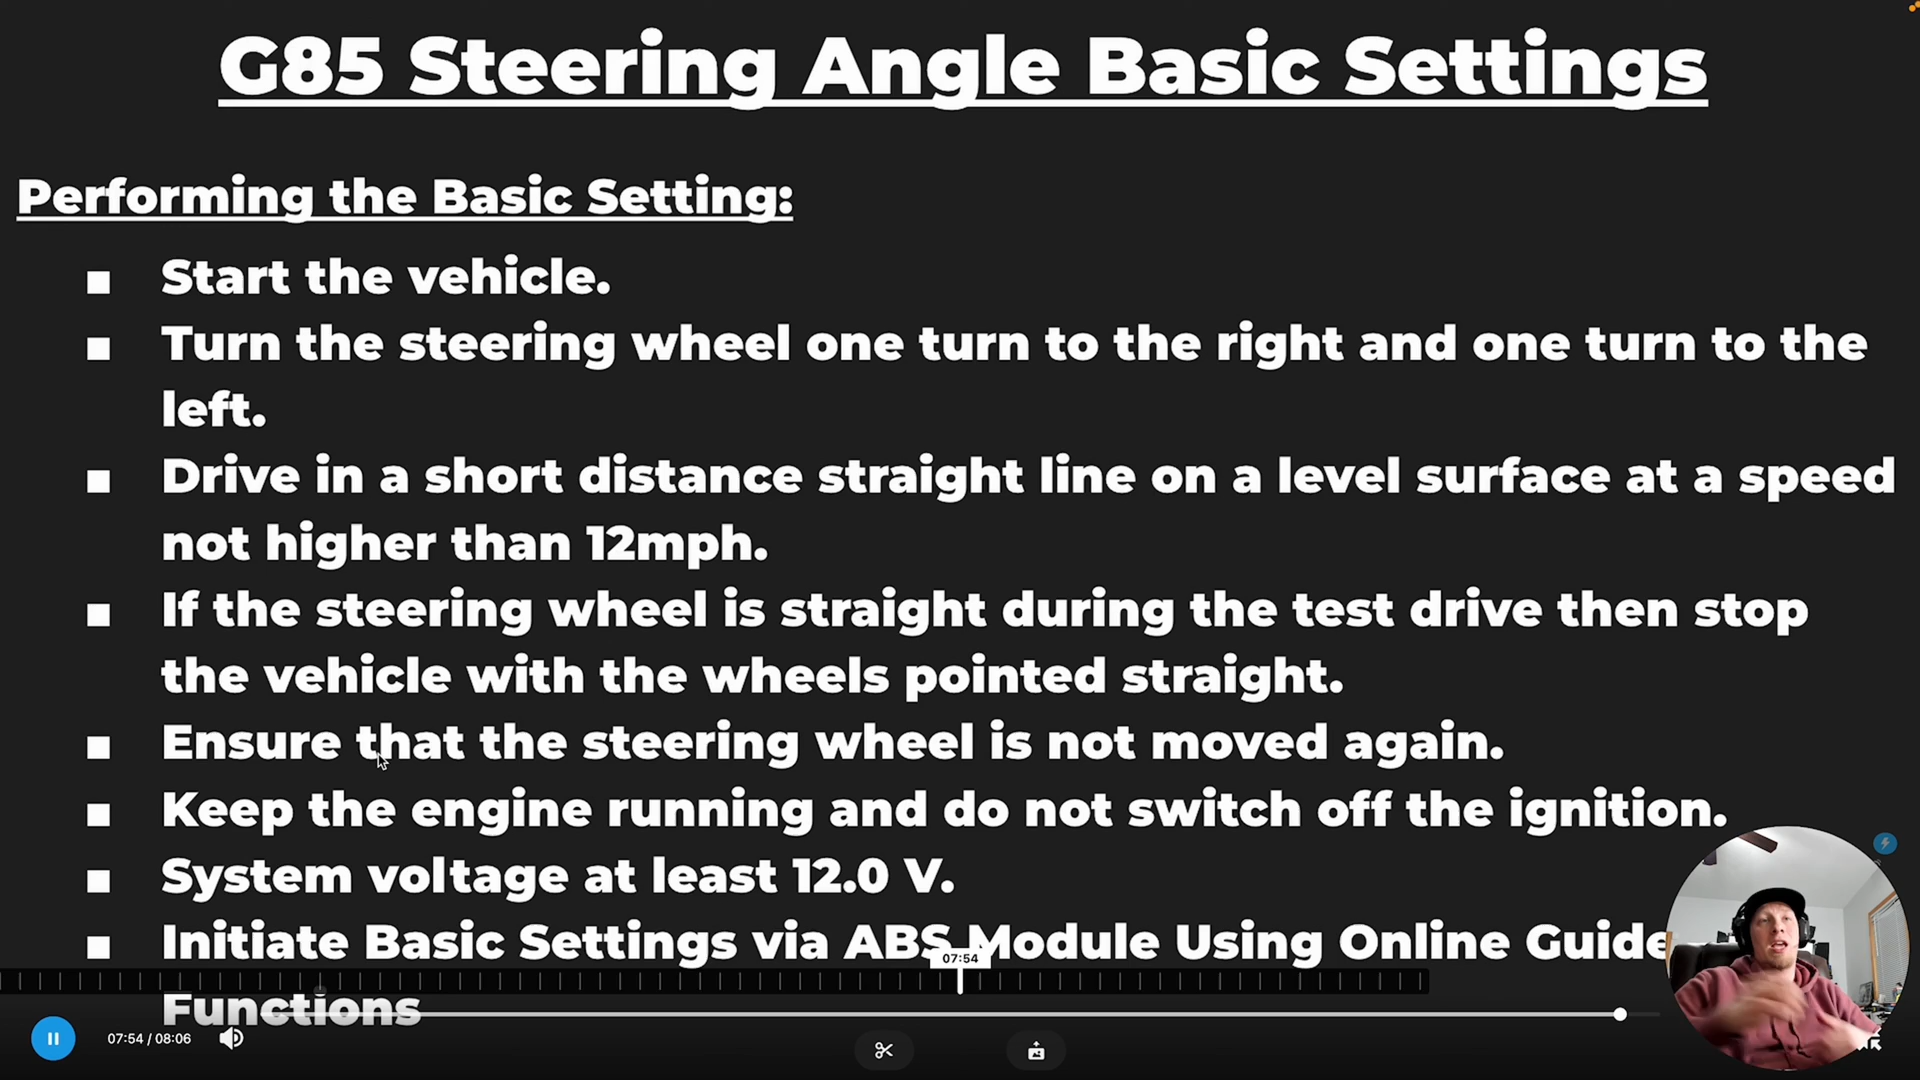 G85 Steering Angle Basic Settings
Performing the Basic Setting:
■ Start the vehicle.
■ Turn the steering wheel one turn to the right and one turn to the
left.
■ Drive in a short distance straight line on a level surface at a speed
not higher than 12mph.
■ If the steering wheel is straight during the test drive then stop
the vehicle with the wheels pointed straight.
■ Ensure that the steering wheel is not moved again.
■ Keep the engine running and do not switch off the ignition.
■ System voltage at least 12.0 V.
■ Initiate Basic Settings via ABS Module Using Online Guide
07:54
Functions
07:54 / 08:06